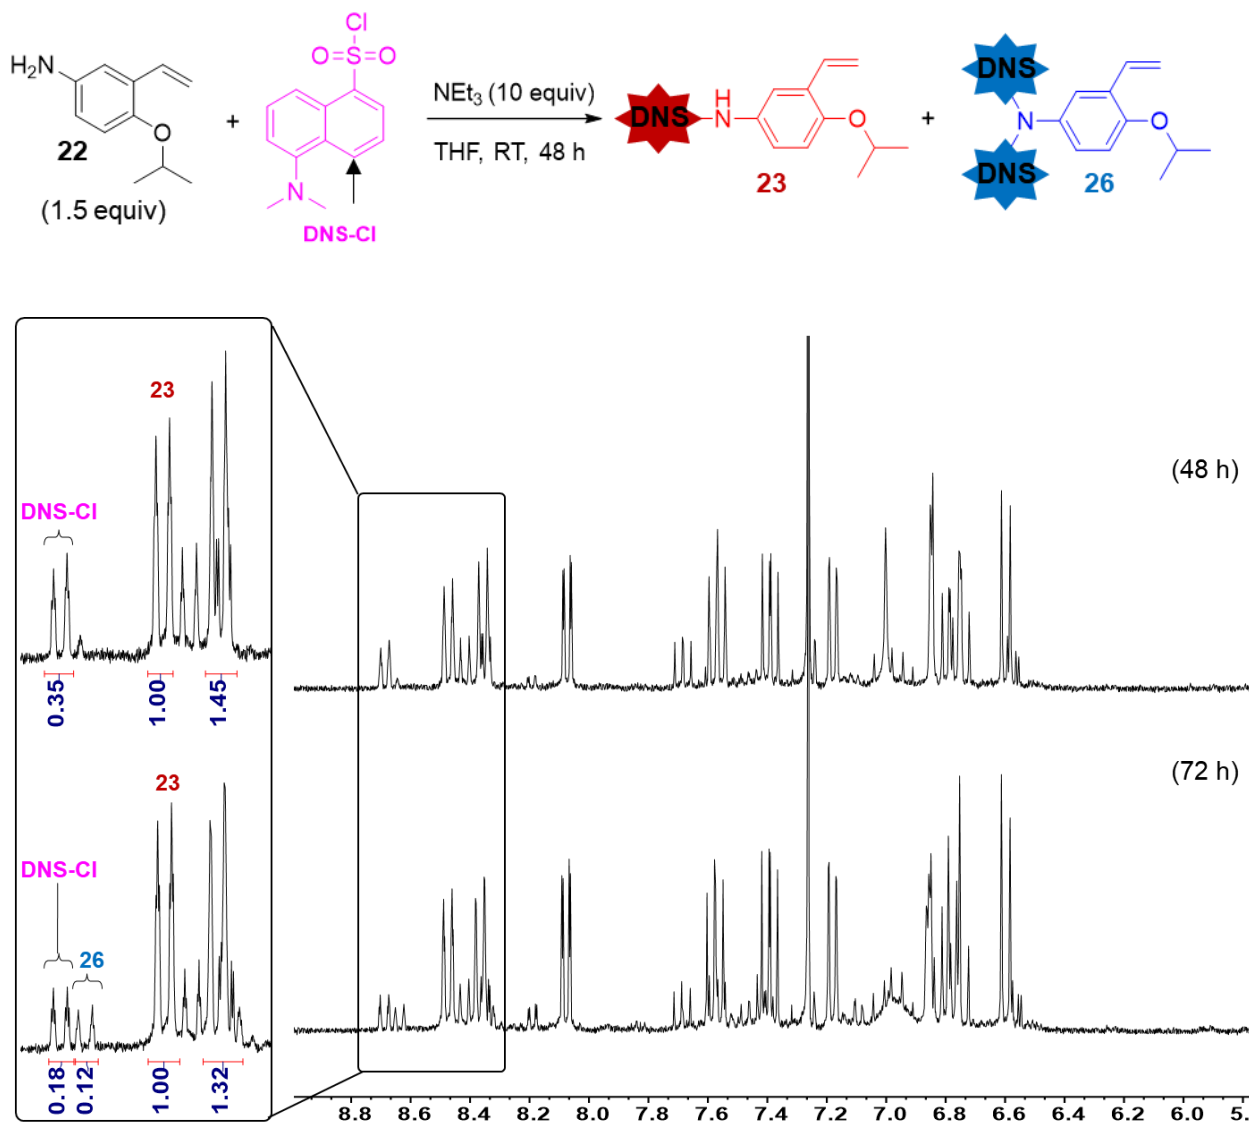 Cl
O=S=O
H₂N
O
22
(1.5 equiv)
+
N
DNS-Cl
NEt₃ (10 equiv)
THF, RT, 48 h
DNS
H
N
O
23
+
DNS
N
DNS
O
26
23
DNS-Cl
0.35
1.00
1.45
(48 h)
23
DNS-Cl
26
0.18
0.12
1.00
1.32
(72 h)
8.8 8.6 8.4 8.2 8.0 7.8 7.6 7.4 7.2 7.0 6.8 6.6 6.4 6.2 6.0 5.